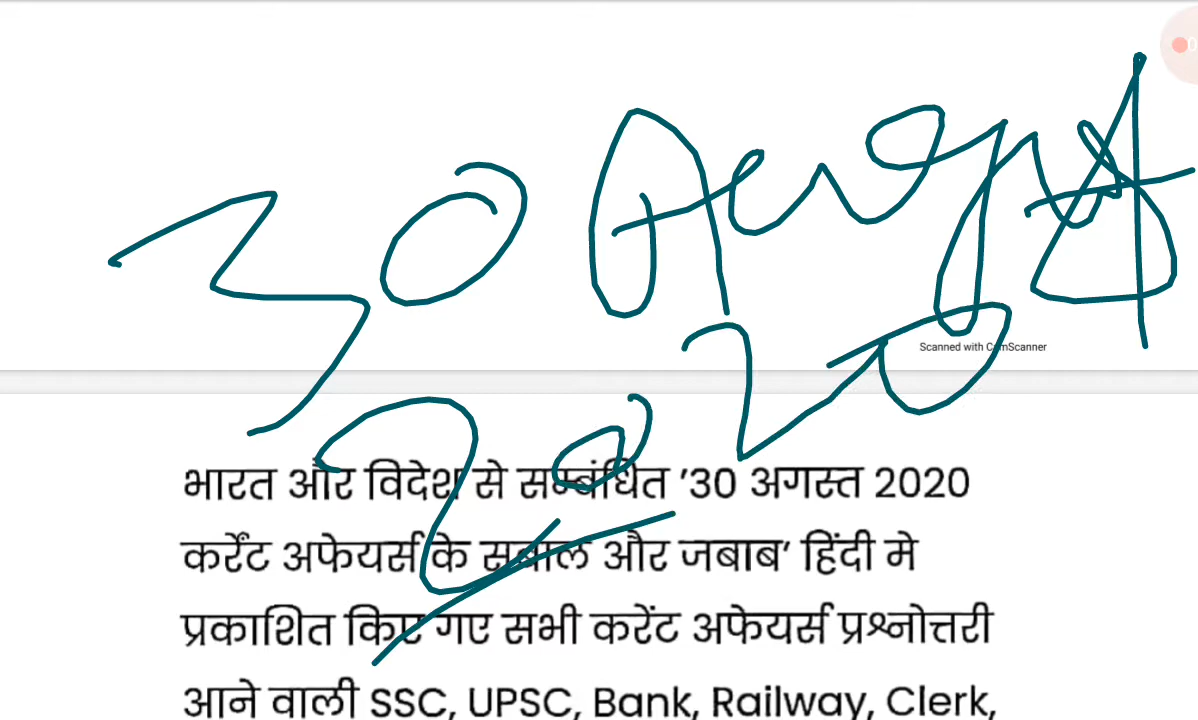 30 August
2020
Scanned with CamScanner
भारत और विदेश से सम्बंधित ’30 अगस्त 2020
करेंट अफेयर्स के सबाल और जबाब’ हिंदी मे
प्रकाशित किए गए सभी करेंट अफेयर्स प्रश्नोत्तरी
आने वाली SSC, UPSC, Bank, Railway, Clerk,